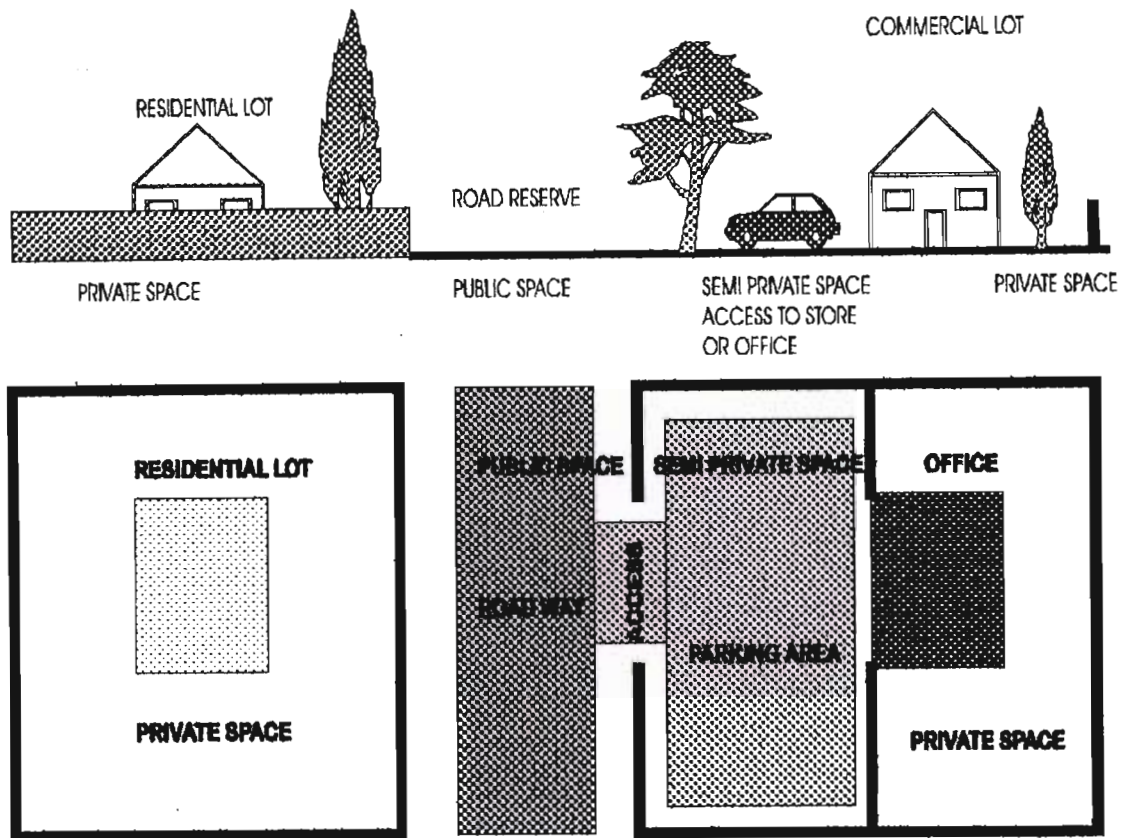 COMMERCIAL LOT
RESIDENTIAL LOT
ROAD RESERVE
PRIVATE SPACE
PUBLIC SPACE
SEMI PRIVATE SPACE
ACCESS TO STORE
OR OFFICE
PRIVATE SPACE
RESIDENTIAL LOT
PRIVATE SPACE
PUBLIC SPACE
ROAD WAY
ACCESS
SEMI PRIVATE SPACE
PARKING AREA
OFFICE
PRIVATE SPACE